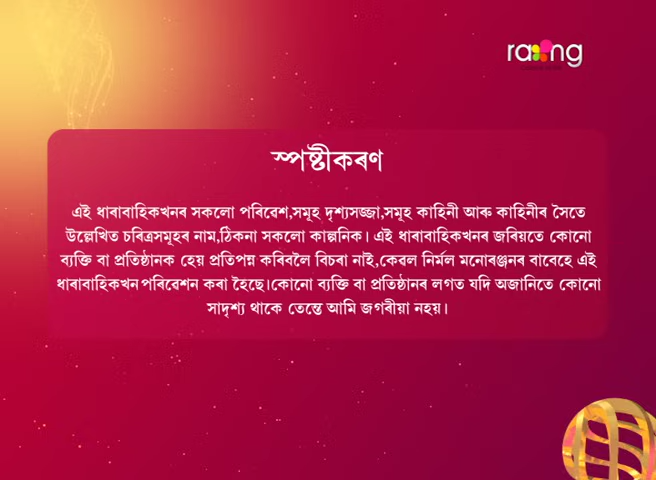 raang
স্পষ্টীকৰণ
এই ধাৰাবাহিকখনৰ সকলো পৰিৱেশ,সমূহ দৃশ্যসজ্জা,সমূহ কাহিনী আৰু কাহিনীৰ সৈতে
উল্লেখিত চৰিত্ৰসমূহৰ নাম,ঠিকনা সকলো কাল্পনিক। এই ধাৰাবাহিকখনৰ জৰিয়তে কোনো
ব্যক্তি বা প্ৰতিষ্ঠানক হেয় প্ৰতিপন্ন কৰিবলৈ বিচৰা নাই,কেৱল নিৰ্মল মনোৰঞ্জনৰ বাবেহে এই
ধাৰাবাহিকখন পৰিৱেশন কৰা হৈছে।কোনো ব্যক্তি বা প্ৰতিষ্ঠানৰ লগত যদি অজানিতে কোনো
সাদৃশ্য থাকে তেন্তে আমি জগৰীয়া নহয়।